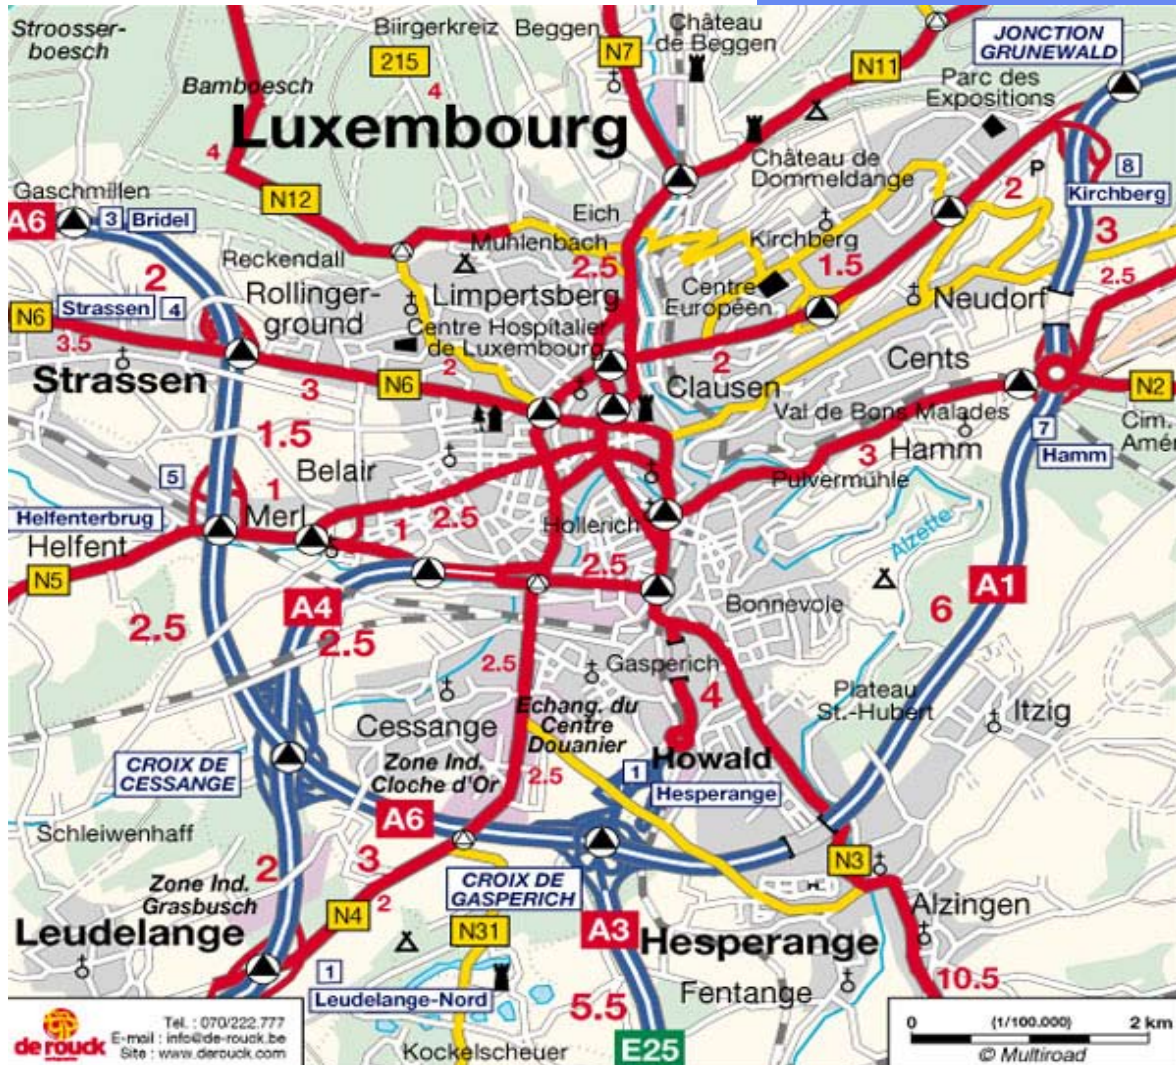 Stroosser-
boesch
Biirgerkreiz
215
4
Beggen
N7
Château
de Beggen
N11
JONCTION
GRUNEWALD
Parc des
Expositions
Bamboesch
Luxembourg
4
Château de
Dommeldange
P
2
8
Kirchberg
Gaschmillen
A6
3
Bridel
N12
Eich
Muhlenbach
Kirchberg
3
2
Reckendall
2.5
1.5
2.5
Rollinger-
ground
Limpertsberg
Centre
Européen
Neudorf
N6
Strassen
4
3.5
Centre Hospitalier
de Luxembourg
2
2
Cents
Strassen
3
N6
Clausen
N2
Val de Bons Malades
Cim.
1.5
Belair
3
Hamm
7
Hamm
5
1
Pulvermühle
Helfenterbrug
Merl
1
2.5
Hollerich
Alzette
Helfent
2.5
N5
A4
Bonnevoie
6
A1
2.5
2.5
2.5
Gasperich
4
Plateau
St.-Hubert
Itzig
Cessange
Echang. du
Centre
Douanier
CROIX DE
CESSANGE
Zone Ind.
Cloche d'Or
2.5
1
Howald
Hesperange
A6
Schleiwenhaff
3
2
N3
Zone Ind.
Grasbusch
2
CROIX DE
GASPERICH
Alzingen
Leudelange
N4
N31
A3
Hesperange
1
Leudelange-Nord
5.5
Fentange
10.5
de rouck
Tel. : 070/222.777
E-mail : info@de-rouck.be
Site : www.derouck.com
Kockelscheuer
E25
0
(1/100.000)
2 km
© Multiroad